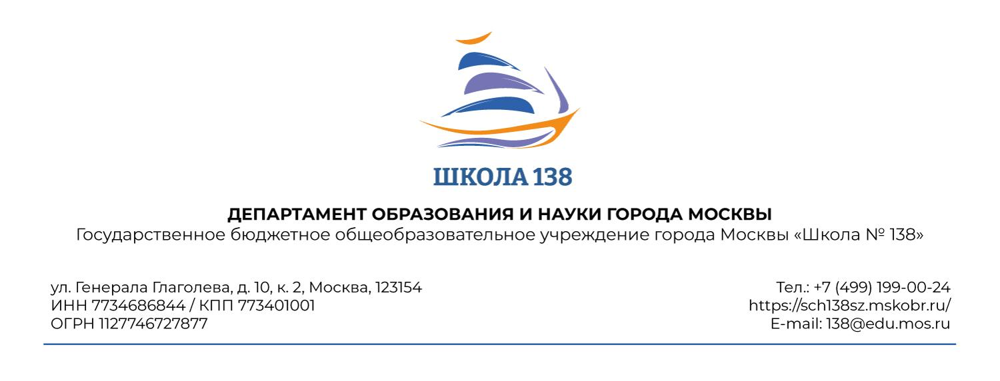 ШКОЛА 138
ДЕПАРТАМЕНТ ОБРАЗОВАНИЯ И НАУКИ ГОРОДА МОСКВЫ
Государственное бюджетное общеобразовательное учреждение города Москвы «Школа № 138»
ул. Генерала Глаголева, д. 10, к. 2, Москва, 123154
ИНН 7734686844 / КПП 773401001
ОГРН 1127746727877
Тел.: +7 (499) 199-00-24
https://sch138sz.mskobr.ru/
E-mail: 138@edu.mos.ru